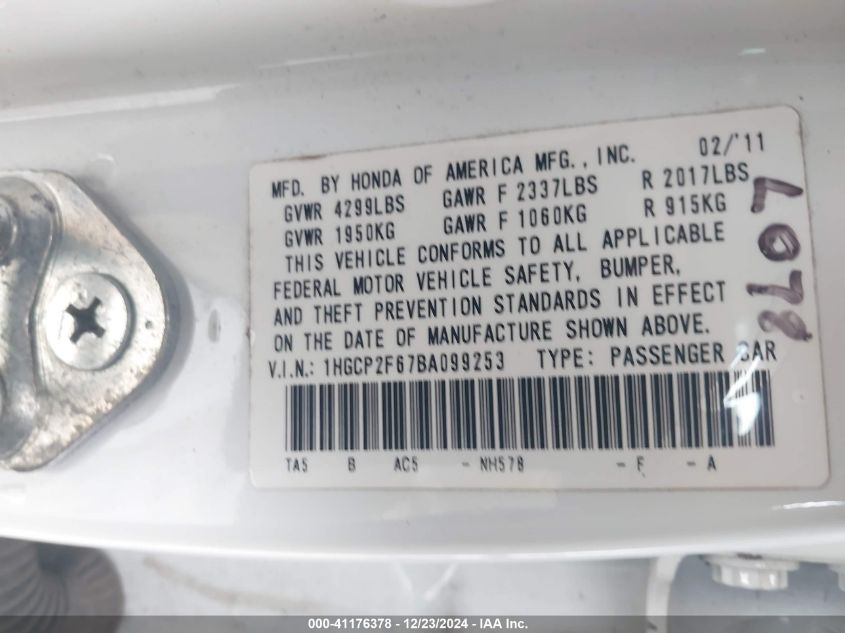 MFD. BY HONDA OF AMERICA MFG., INC. 02/'11
GVWR 4299LBS GAWR F 2337LBS R 2017LBS
GVWR 1950KG GAWR F 1060KG R 915KG
THIS VEHICLE CONFORMS TO ALL APPLICABLE
FEDERAL MOTOR VEHICLE SAFETY, BUMPER,
AND THEFT PREVENTION STANDARDS IN EFFECT
ON THE DATE OF MANUFACTURE SHOWN ABOVE.
V.I.N.: 1HGCP2F67BA099253 TYPE: PASSENGER CAR
TA5 B AC5 - NH578 - F - A
000-41176378 - 12/23/2024 - IAA Inc.